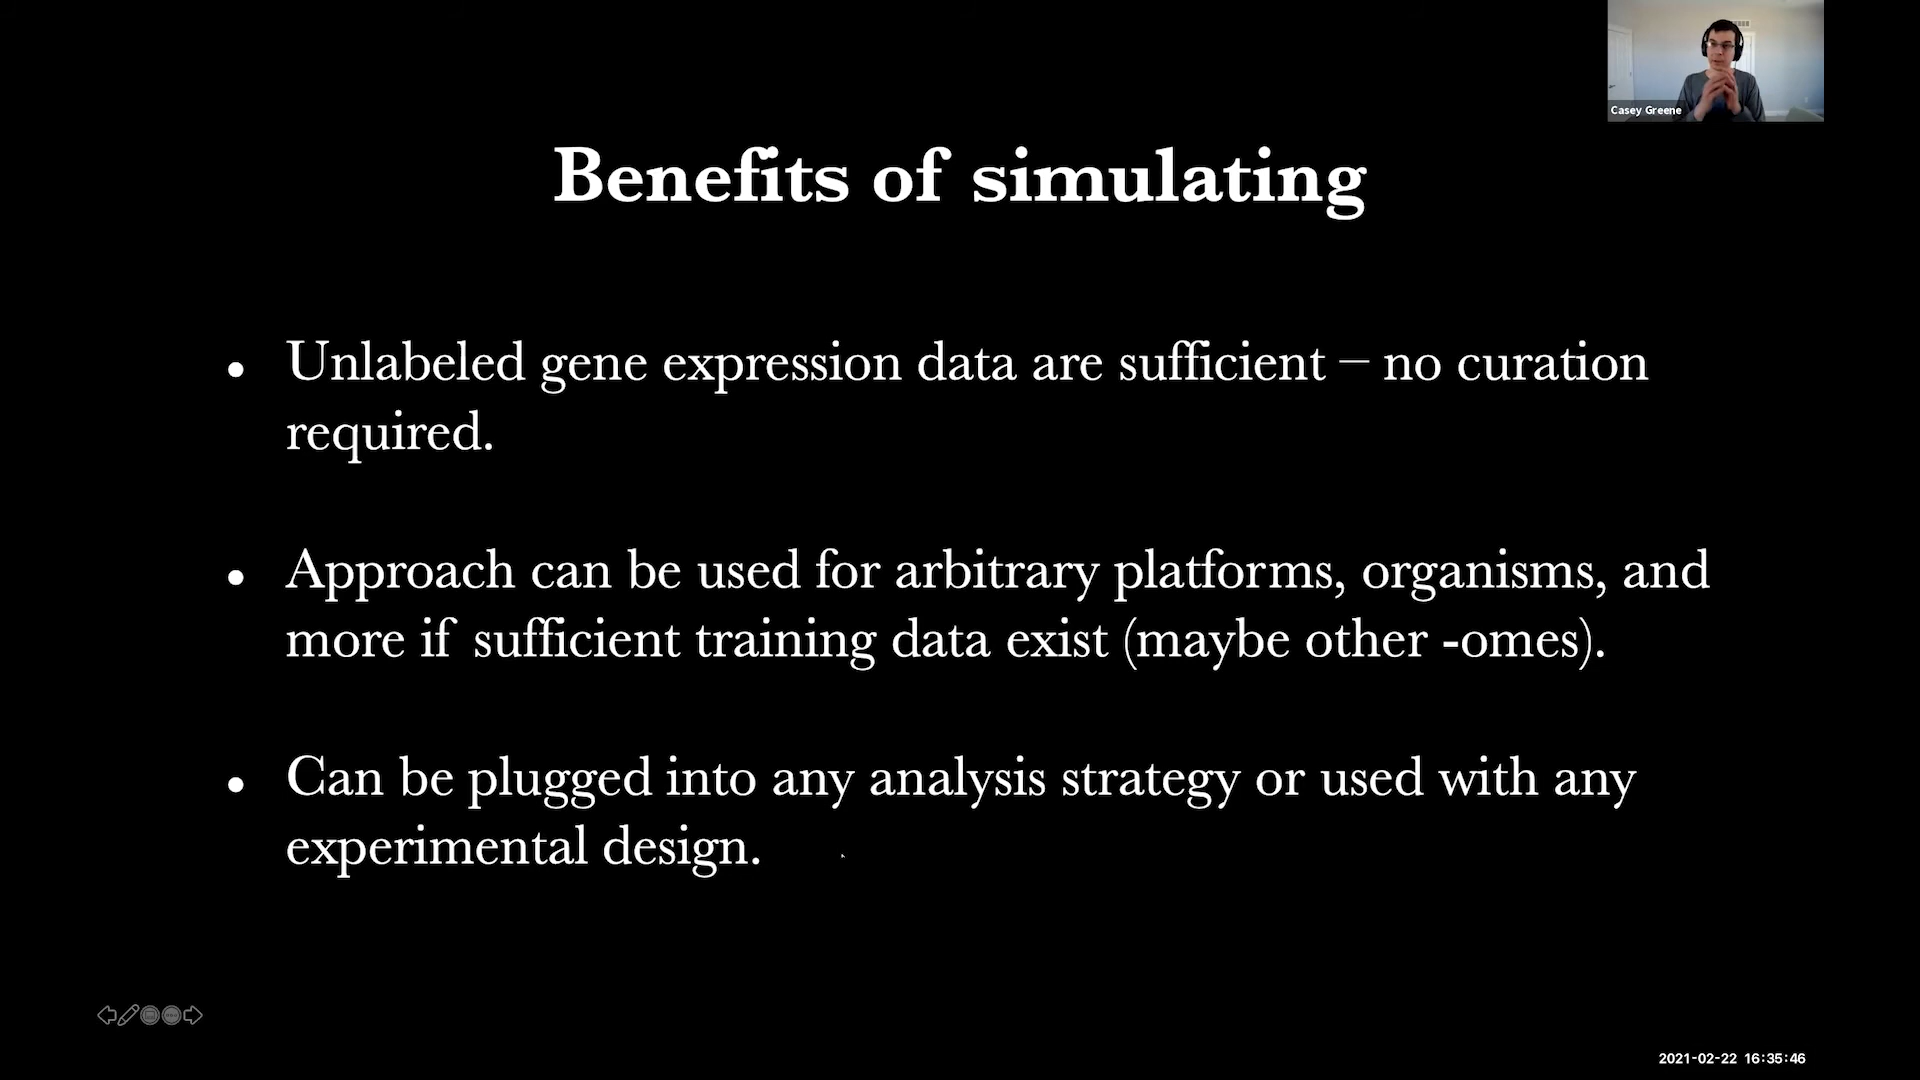 Casey Greene
Benefits of simulating
• Unlabeled gene expression data are sufficient – no curation
required.
• Approach can be used for arbitrary platforms, organisms, and
more if sufficient training data exist (maybe other -omes).
• Can be plugged into any analysis strategy or used with any
experimental design.
2021-02-22 16:35:46